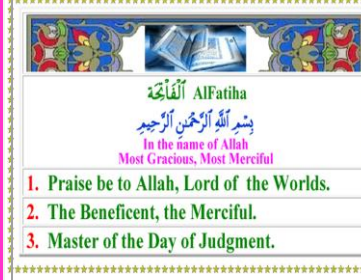 ٱلْفَاتِحَة AlFatiha
بِسْمِ ٱللَّهِ ٱلرَّحْمَٰنِ ٱلرَّحِيمِ
In the name of Allah
Most Gracious, Most Merciful
1. Praise be to Allah, Lord of the Worlds.
2. The Beneficent, the Merciful.
3. Master of the Day of Judgment.